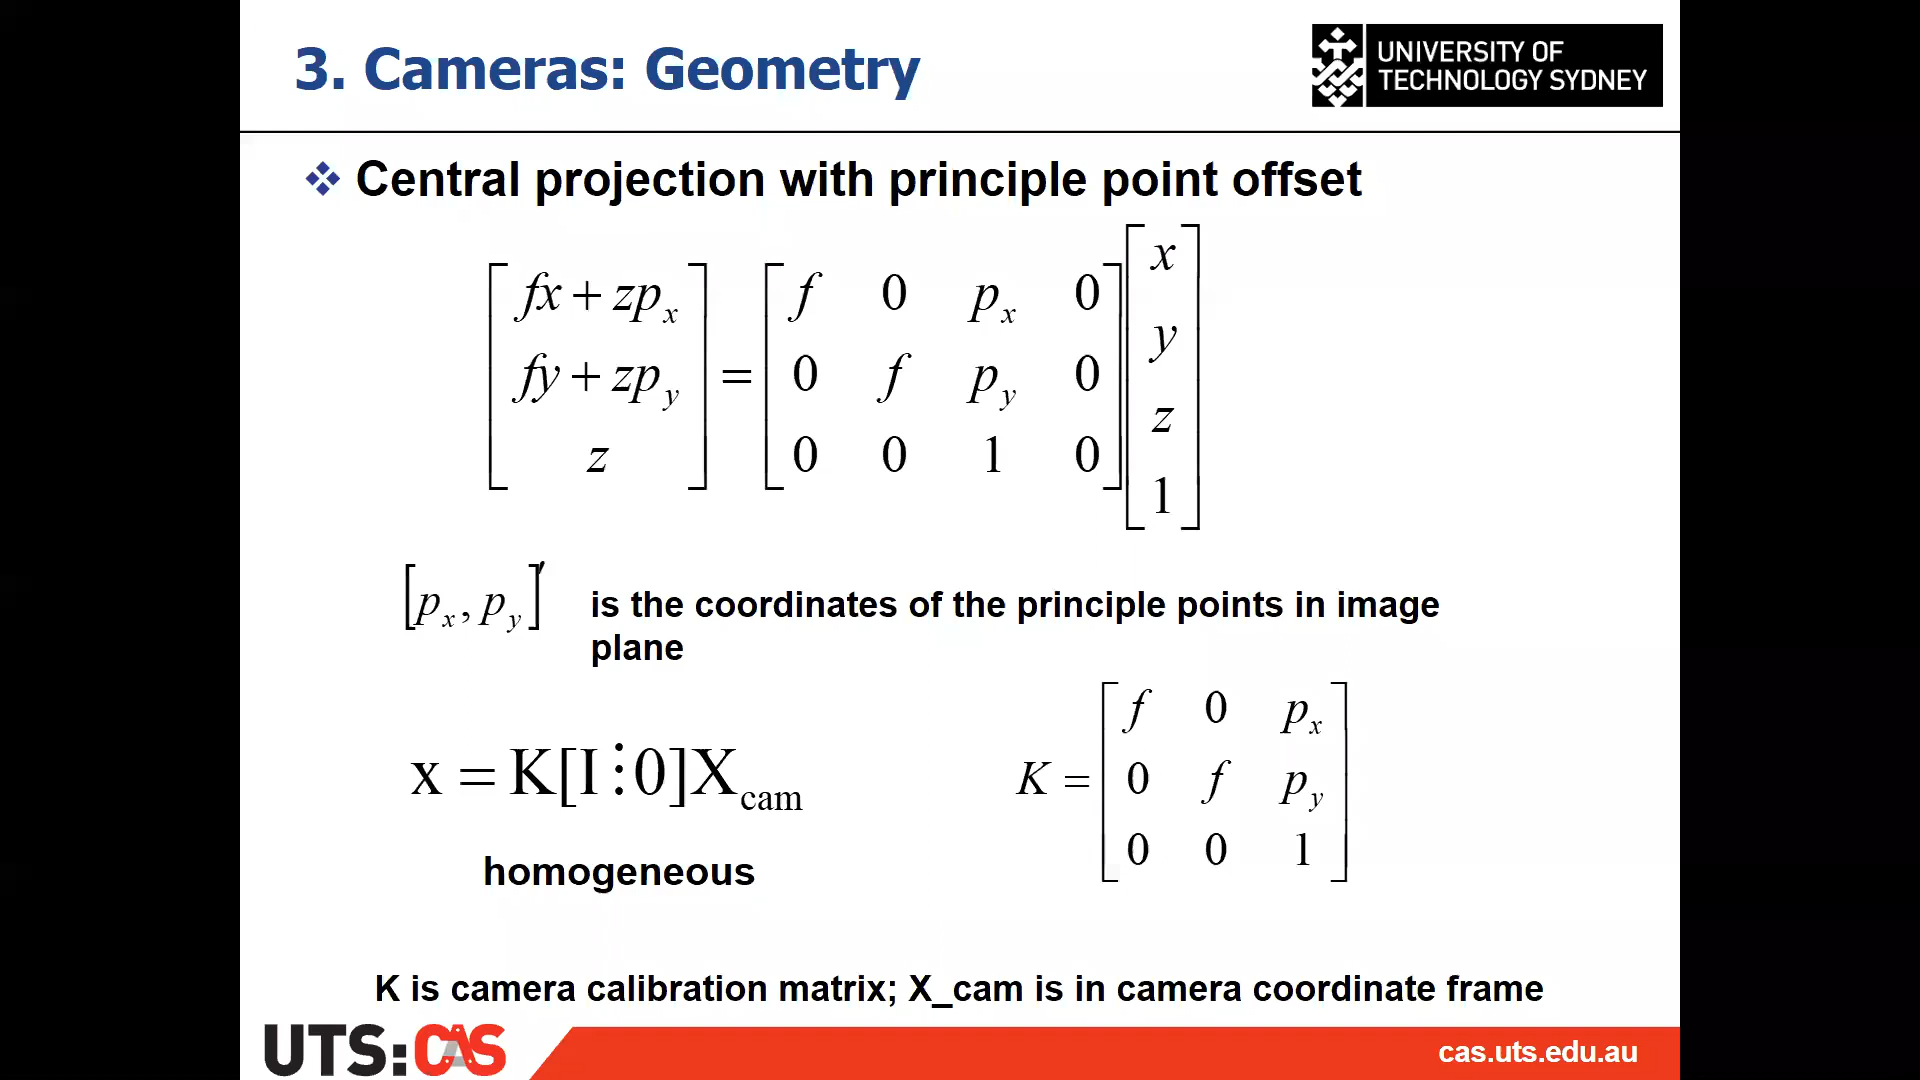 3. Cameras: Geometry
UNIVERSITY OF
TECHNOLOGY SYDNEY
❖ Central projection with principle point offset
[fx + zp_x; fy + zp_y; z] = [f 0 p_x 0; 0 f p_y 0; 0 0 1 0] [x; y; z; 1]
[p_x, p_y]' is the coordinates of the principle points in image
plane
x = K[I⋮0]X_cam
K = [f 0 p_x; 0 f p_y; 0 0 1]
homogeneous
K is camera calibration matrix; X_cam is in camera coordinate frame
UTS:CAS
cas.uts.edu.au